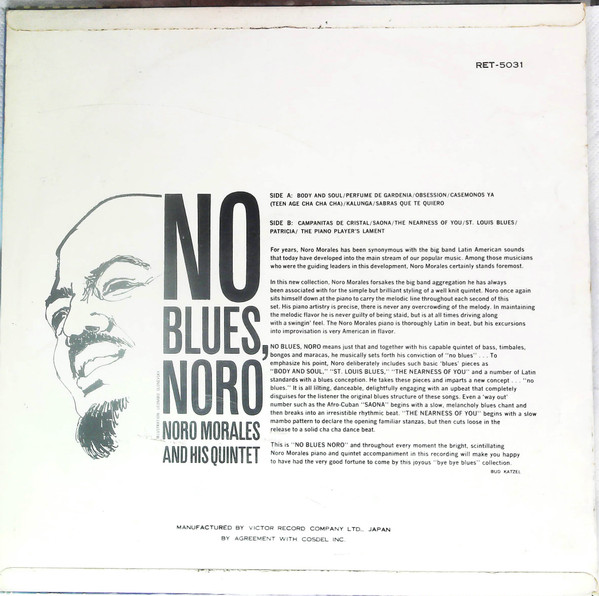 RET-5031
NO
BLUES,
NORO
NORO MORALES
AND HIS QUINTET
SIDE A: BODY AND SOUL/PERFUME DE GARDENIA/OBSESSION/CASEMONOS YA
(TEEN AGE CHA CHA CHA)/KALUNGA/SABRAS QUE TE QUIERO
SIDE B: CAMPANITAS DE CRISTAL/SAONA/THE NEARNESS OF YOU/ST. LOUIS BLUES/
PATRICIA/ THE PIANO PLAYER'S LAMENT
For years, Noro Morales has been synonymous with the big band Latin American sounds
that today have developed into the main stream of our popular music. Among those musicians
who were the guiding leaders in this development, Noro Morales certainly stands foremost.
In this new collection, Noro Morales forsakes the big band aggregation he has always
been associated with for the simple but brilliant styling of a well knit quintet. Noro once again
sits himself down at the piano to carry the melodic line throughout each second of this
set. His piano artistry is precise, there is never any overcrowding of the melody. In maintaining
the melodic flavor he is never guilty of being staid, but is at all times driving along
with a swingin' feel. The Noro Morales piano is thoroughly Latin in beat, but his excursions
into improvisation is very American in flavor.
NO BLUES, NORO means just that and together with his capable quintet of bass, timbales,
bongos and maracas, he musically sets forth his conviction of "no blues" . . . To
emphasize his point, Noro deliberately includes such basic 'blues' pieces as
"BODY AND SOUL," "ST. LOUIS BLUES," "THE NEARNESS OF YOU" and a number of Latin
standards with a blues conception. He takes these pieces and imparts a new concept . . . "no
blues." It is all lilting, danceable, delightfully engaging with an upbeat that completely
disguises for the listener the original blues structure of these songs. Even a 'way out'
number such as the Afro-Cuban "SAONA" begins with a slow, melancholy blues chant and
then breaks into an irresistible rhythmic beat. "THE NEARNESS OF YOU" begins with a slow
mambo pattern to declare the opening familiar stanzas, but then cuts loose in the
release to a solid cha cha dance beat.
This is "NO BLUES NORO" and throughout every moment the bright, scintillating
Noro Morales piano and quintet accompaniment in this recording will make you happy
to have had the very good fortune to come by this joyous "bye bye blues" collection.
BUD KATZEL
MANUFACTURED BY VICTOR RECORD COMPANY LTD., JAPAN
BY AGREEMENT WITH COSDEL INC.